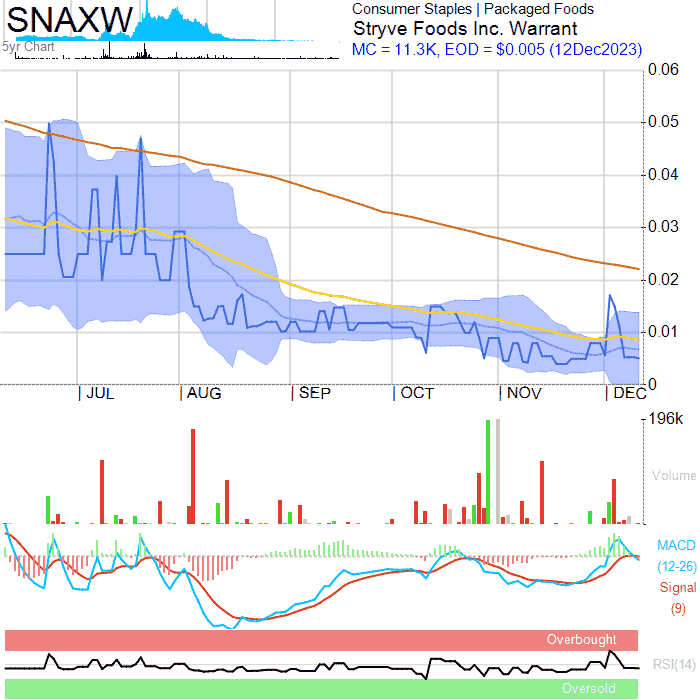 SNAXW
5yr Chart
Consumer Staples | Packaged Foods
Stryve Foods Inc. Warrant
MC = 11.3K, EOD = $0.005 (12Dec2023)
0.06
0.05
0.04
0.03
0.02
0.01
0
JUL AUG SEP OCT NOV DEC
196k
Volume
MACD
(12-26)
Signal
(9)
Overbought
RSI(14)
Oversold